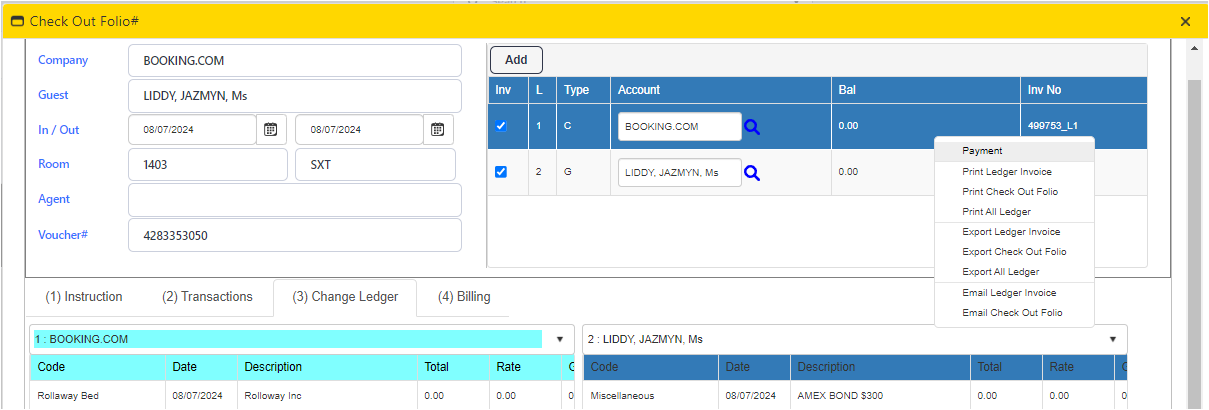 Check Out Folio#
Company BOOKING.COM
Guest LIDDY, JAZMYN, Ms
In / Out 08/07/2024 08/07/2024
Room 1403 SXT
Agent
Voucher# 4283353050
Add
Inv L Type Account Bal Inv No
1 C BOOKING.COM 0.00 499753_L1
2 G LIDDY, JAZMYN, Ms 0.00
Payment
Print Ledger Invoice
Print Check Out Folio
Print All Ledger
Export Ledger Invoice
Export Check Out Folio
Export All Ledger
Email Ledger Invoice
Email Check Out Folio
(1) Instruction (2) Transactions (3) Change Ledger (4) Billing
1 : BOOKING.COM
Code Date Description Total Rate
Rollaway Bed 08/07/2024 Rolloway Inc 0.00 0.00 0
2 : LIDDY, JAZMYN, Ms
Code Date Description Total Rate
Miscellaneous 08/07/2024 AMEX BOND $300 0.00 0.00 0